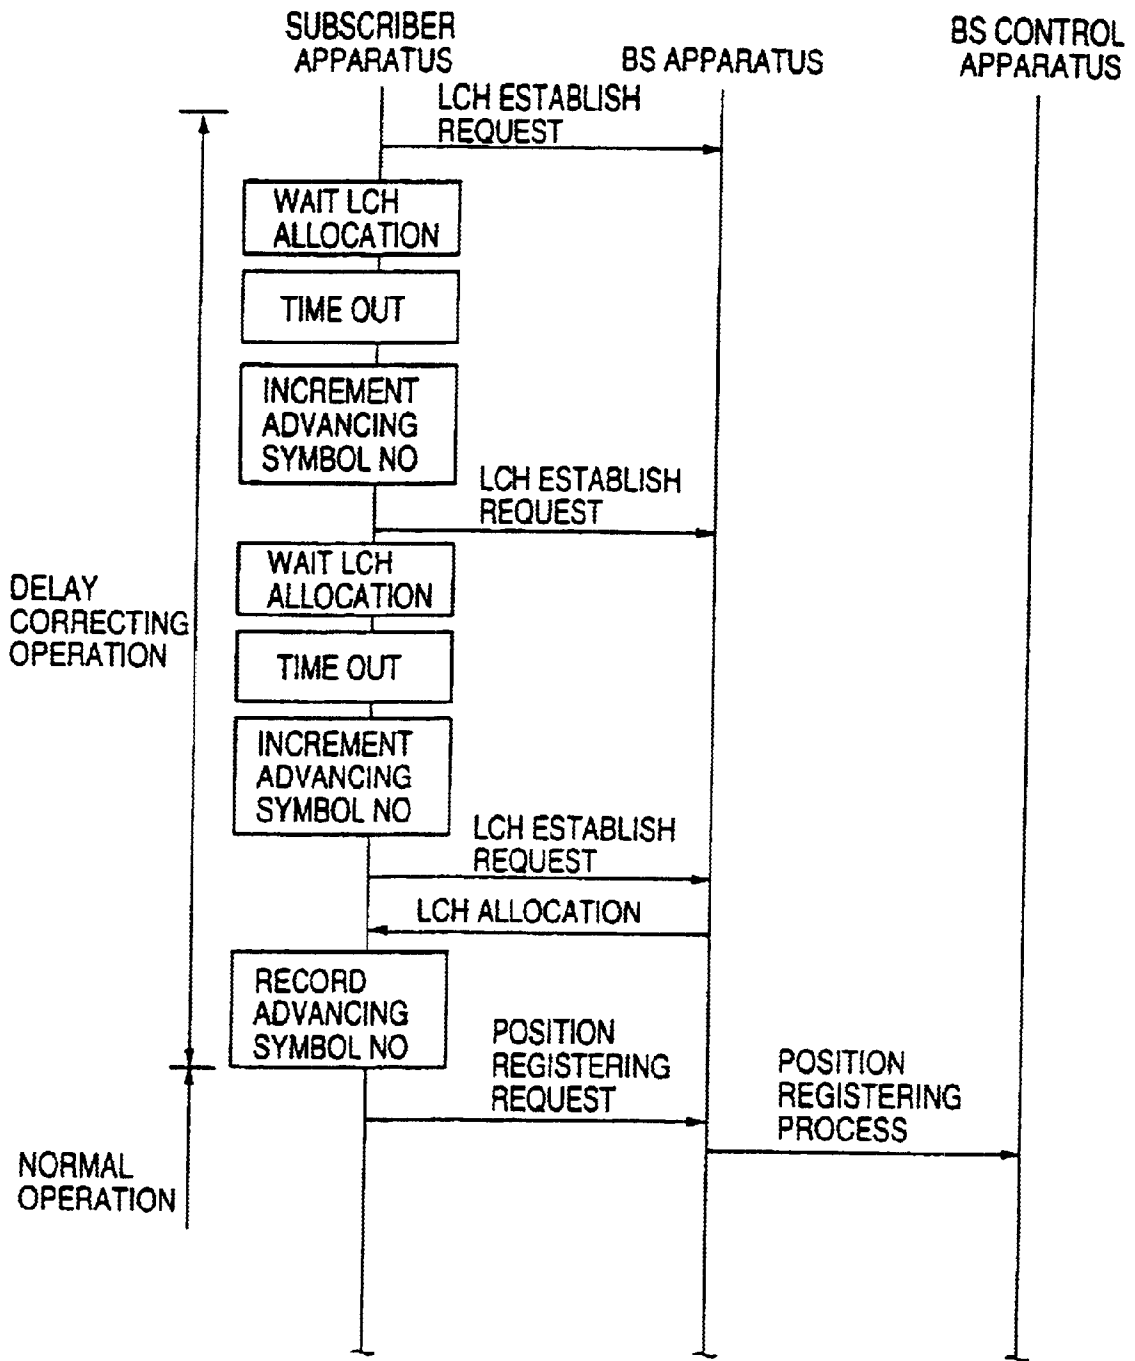 SUBSCRIBER
APPARATUS
BS APPARATUS
BS CONTROL
APPARATUS
LCH ESTABLISH
REQUEST
WAIT LCH
ALLOCATION
TIME OUT
INCREMENT
ADVANCING
SYMBOL NO
LCH ESTABLISH
REQUEST
WAIT LCH
ALLOCATION
DELAY
CORRECTING
OPERATION
TIME OUT
INCREMENT
ADVANCING
SYMBOL NO
LCH ESTABLISH
REQUEST
LCH ALLOCATION
RECORD
ADVANCING
SYMBOL NO
POSITION
REGISTERING
REQUEST
POSITION
REGISTERING
PROCESS
NORMAL
OPERATION